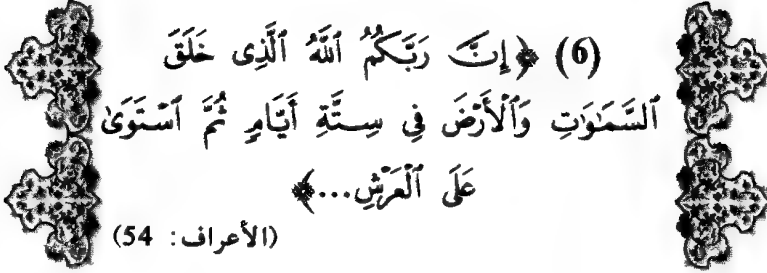 (6) ﴿إِنَّ رَبَّكُمُ ٱللَّهُ ٱلَّذِى خَلَقَ
ٱلسَّمَٰوَٰتِ وَٱلْأَرْضَ فِى سِتَّةِ أَيَّامٍ ثُمَّ ٱسْتَوَىٰ
عَلَى ٱلْعَرْشِ...﴾
(الأعراف: 54)